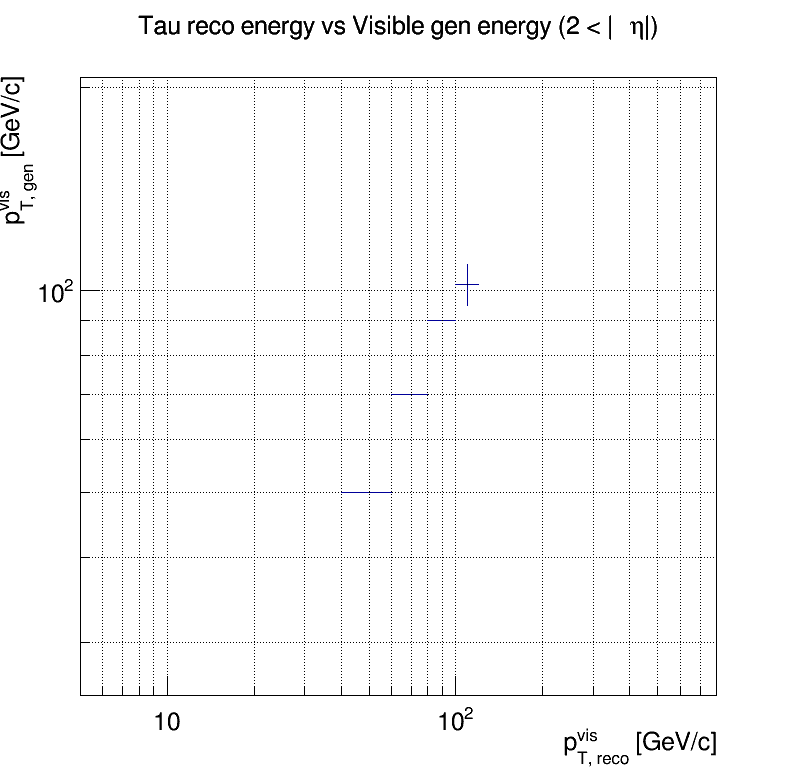 Tau reco energy vs Visible gen energy (2 < | η|)
p^vis_T, gen [GeV/c]
10^2
10
10^2
p^vis_T, reco [GeV/c]